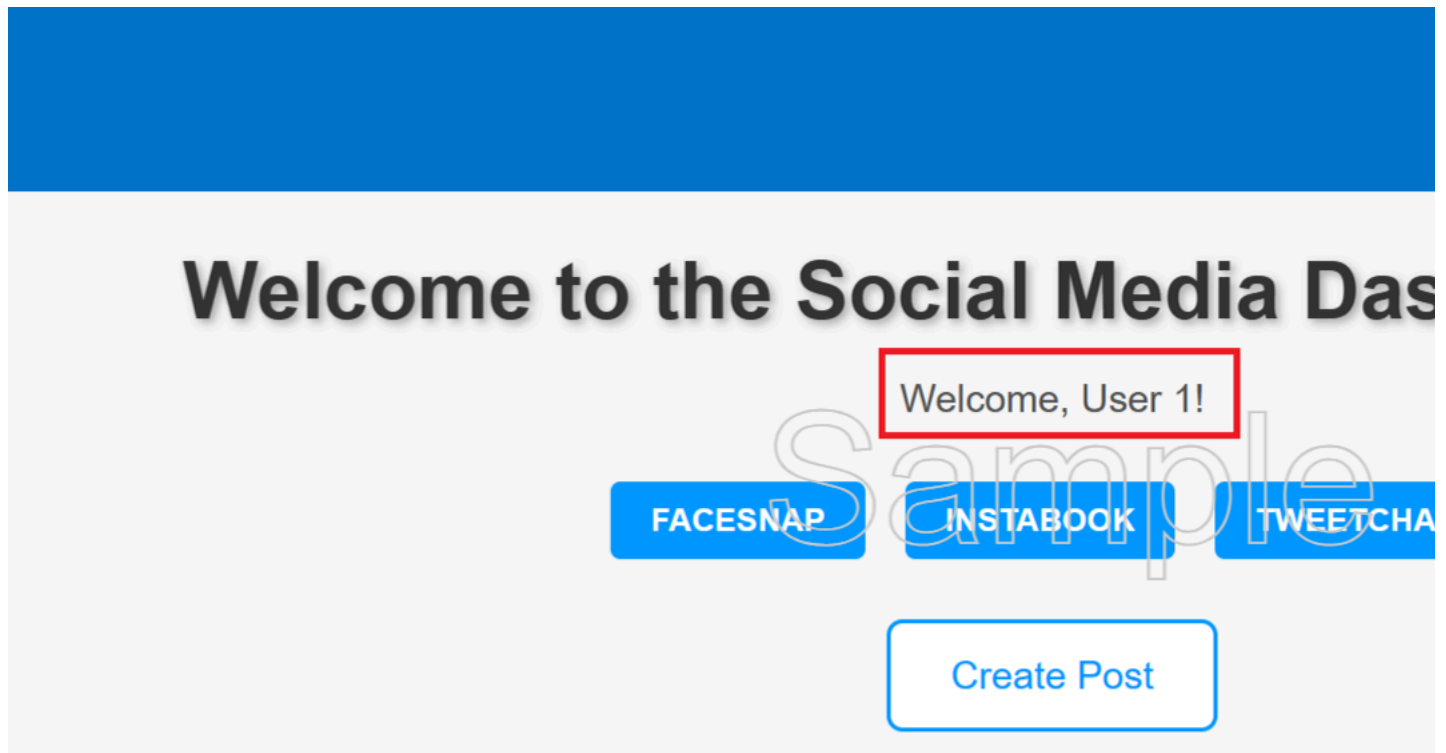 Welcome to the Social Media Das
Welcome, User 1!
Sample
FACESNAP INSTABOOK TWEETCHA
Create Post